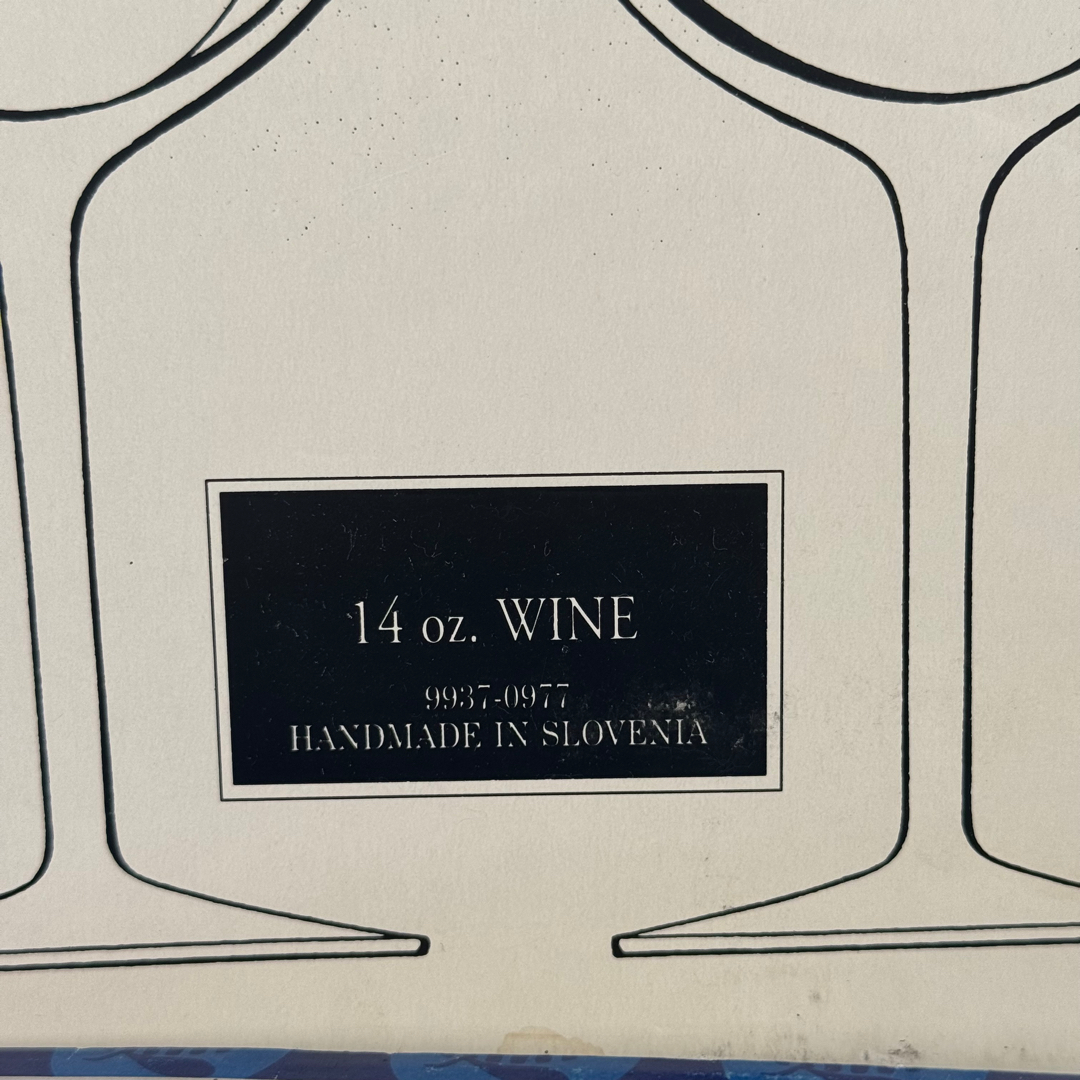 14 oz. WINE
9937-0977
HANDMADE IN SLOVENIA